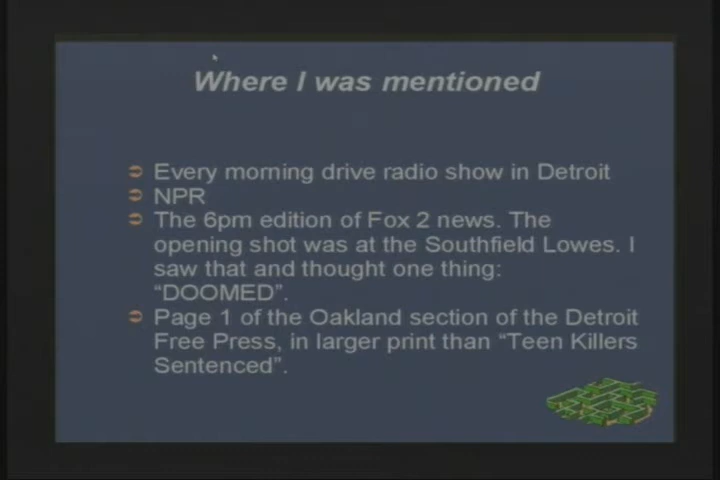 Where I was mentioned
Every morning drive radio show in Detroit
NPR
The 6pm edition of Fox 2 news. The
opening shot was at the Southfield Lowes. I
saw that and thought one thing:
“DOOMED”.
Page 1 of the Oakland section of the Detroit
Free Press, in larger print than “Teen Killers
Sentenced”.